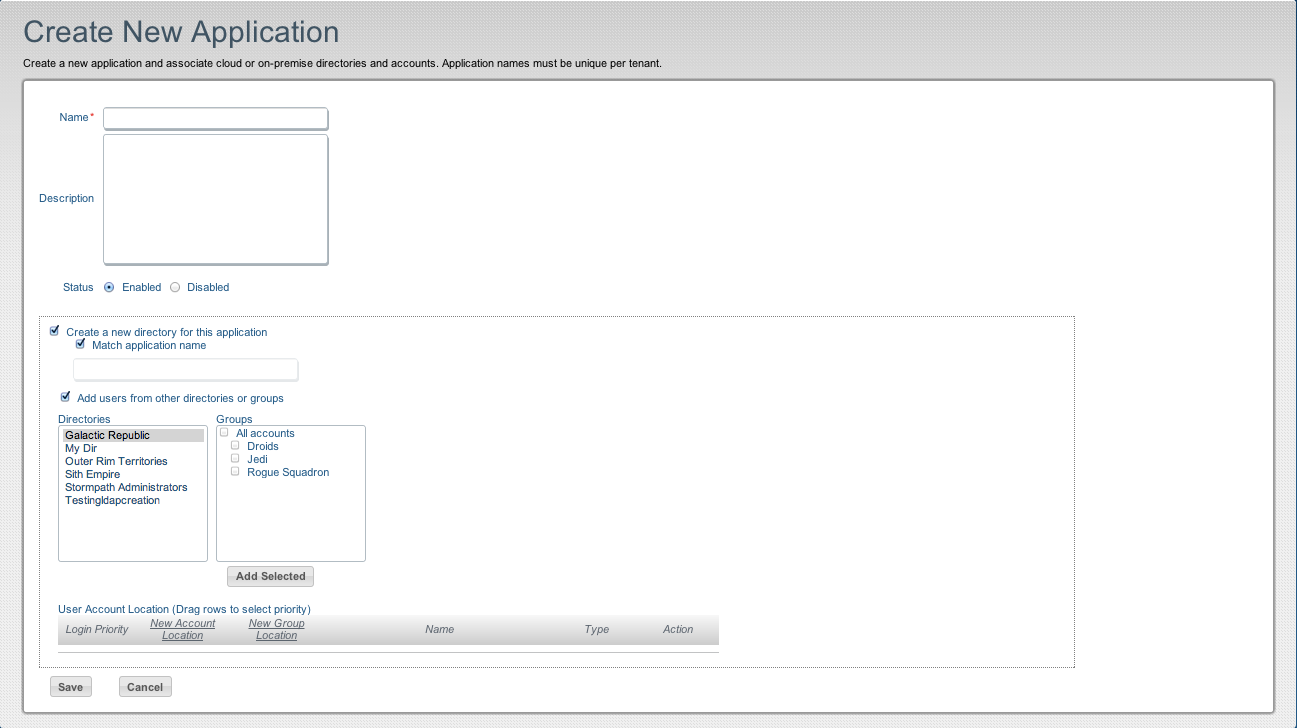 Create New Application
Create a new application and associate cloud or on-premise directories and accounts. Application names must be unique per tenant.
Name*
Description
Status Enabled Disabled
Create a new directory for this application
Match application name
Add users from other directories or groups
Directories Groups
Galactic Republic All accounts
My Dir Droids
Outer Rim Territories Jedi
Sith Empire Rogue Squadron
Stormpath Administrators
Testingldapcreation
Add Selected
User Account Location (Drag rows to select priority)
Login Priority New Account Location New Group Location Name Type Action
Save Cancel